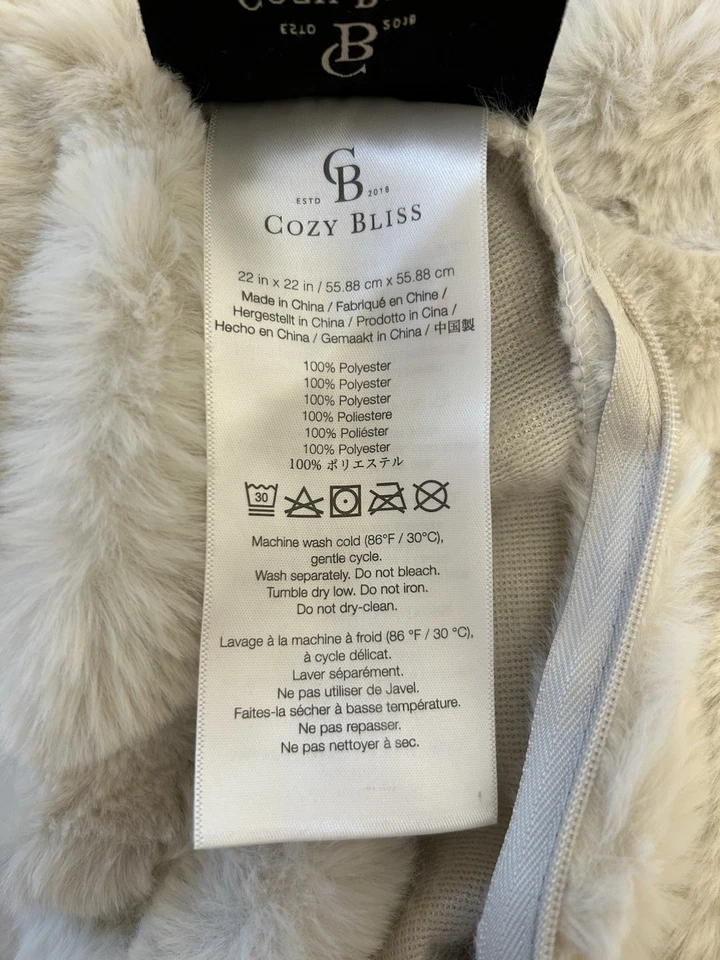 COZY BLISS
ESTD 2018
CB
CB
ESTD 2018
COZY BLISS
22 in x 22 in / 55.88 cm x 55.88 cm
Made in China / Fabriqué en Chine /
Hergestellt in China / Prodotto in Cina /
Hecho en China / Gemaakt in China / 中国製
100% Polyester
100% Polyester
100% Polyester
100% Poliestere
100% Poliéster
100% Polyester
100% ポリエステル
30
Machine wash cold (86°F / 30°C),
gentle cycle.
Wash separately. Do not bleach.
Tumble dry low. Do not iron.
Do not dry-clean.
Lavage à la machine à froid (86 °F / 30 °C),
à cycle délicat.
Laver séparément.
Ne pas utiliser de Javel.
Faites-la sécher à basse température.
Ne pas repasser.
Ne pas nettoyer à sec.